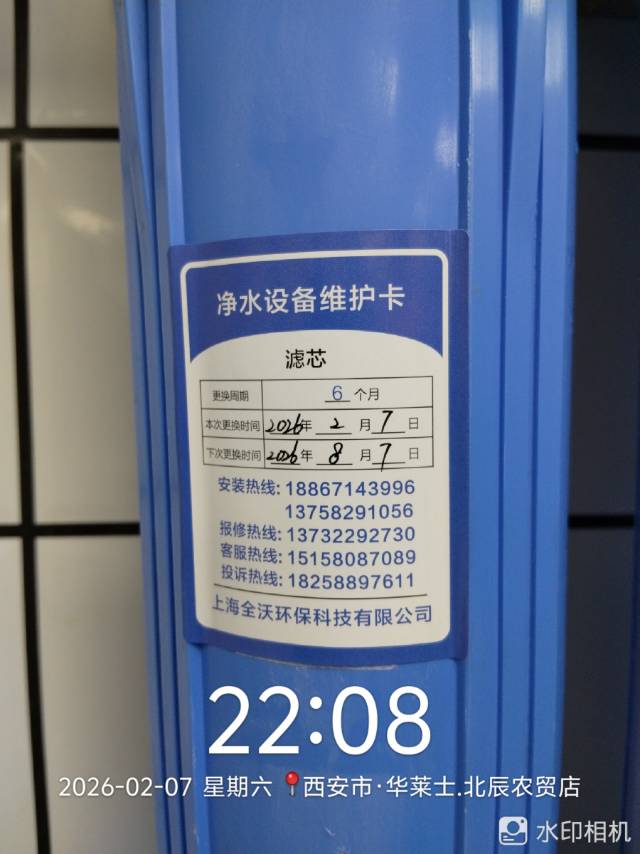 净水设备维护卡
滤芯
更换周期 6 个月
本次更换时间 2026年 2 月 7 日
下次更换时间 2026年 8 月 7 日
安装热线: 18867143996
13758291056
报修热线: 13732292730
客服热线: 15158087089
投诉热线: 18258897611
上海全沃环保科技有限公司
22:08
2026-02-07 星期六 📍西安市·华莱士.北辰农贸店
水印相机